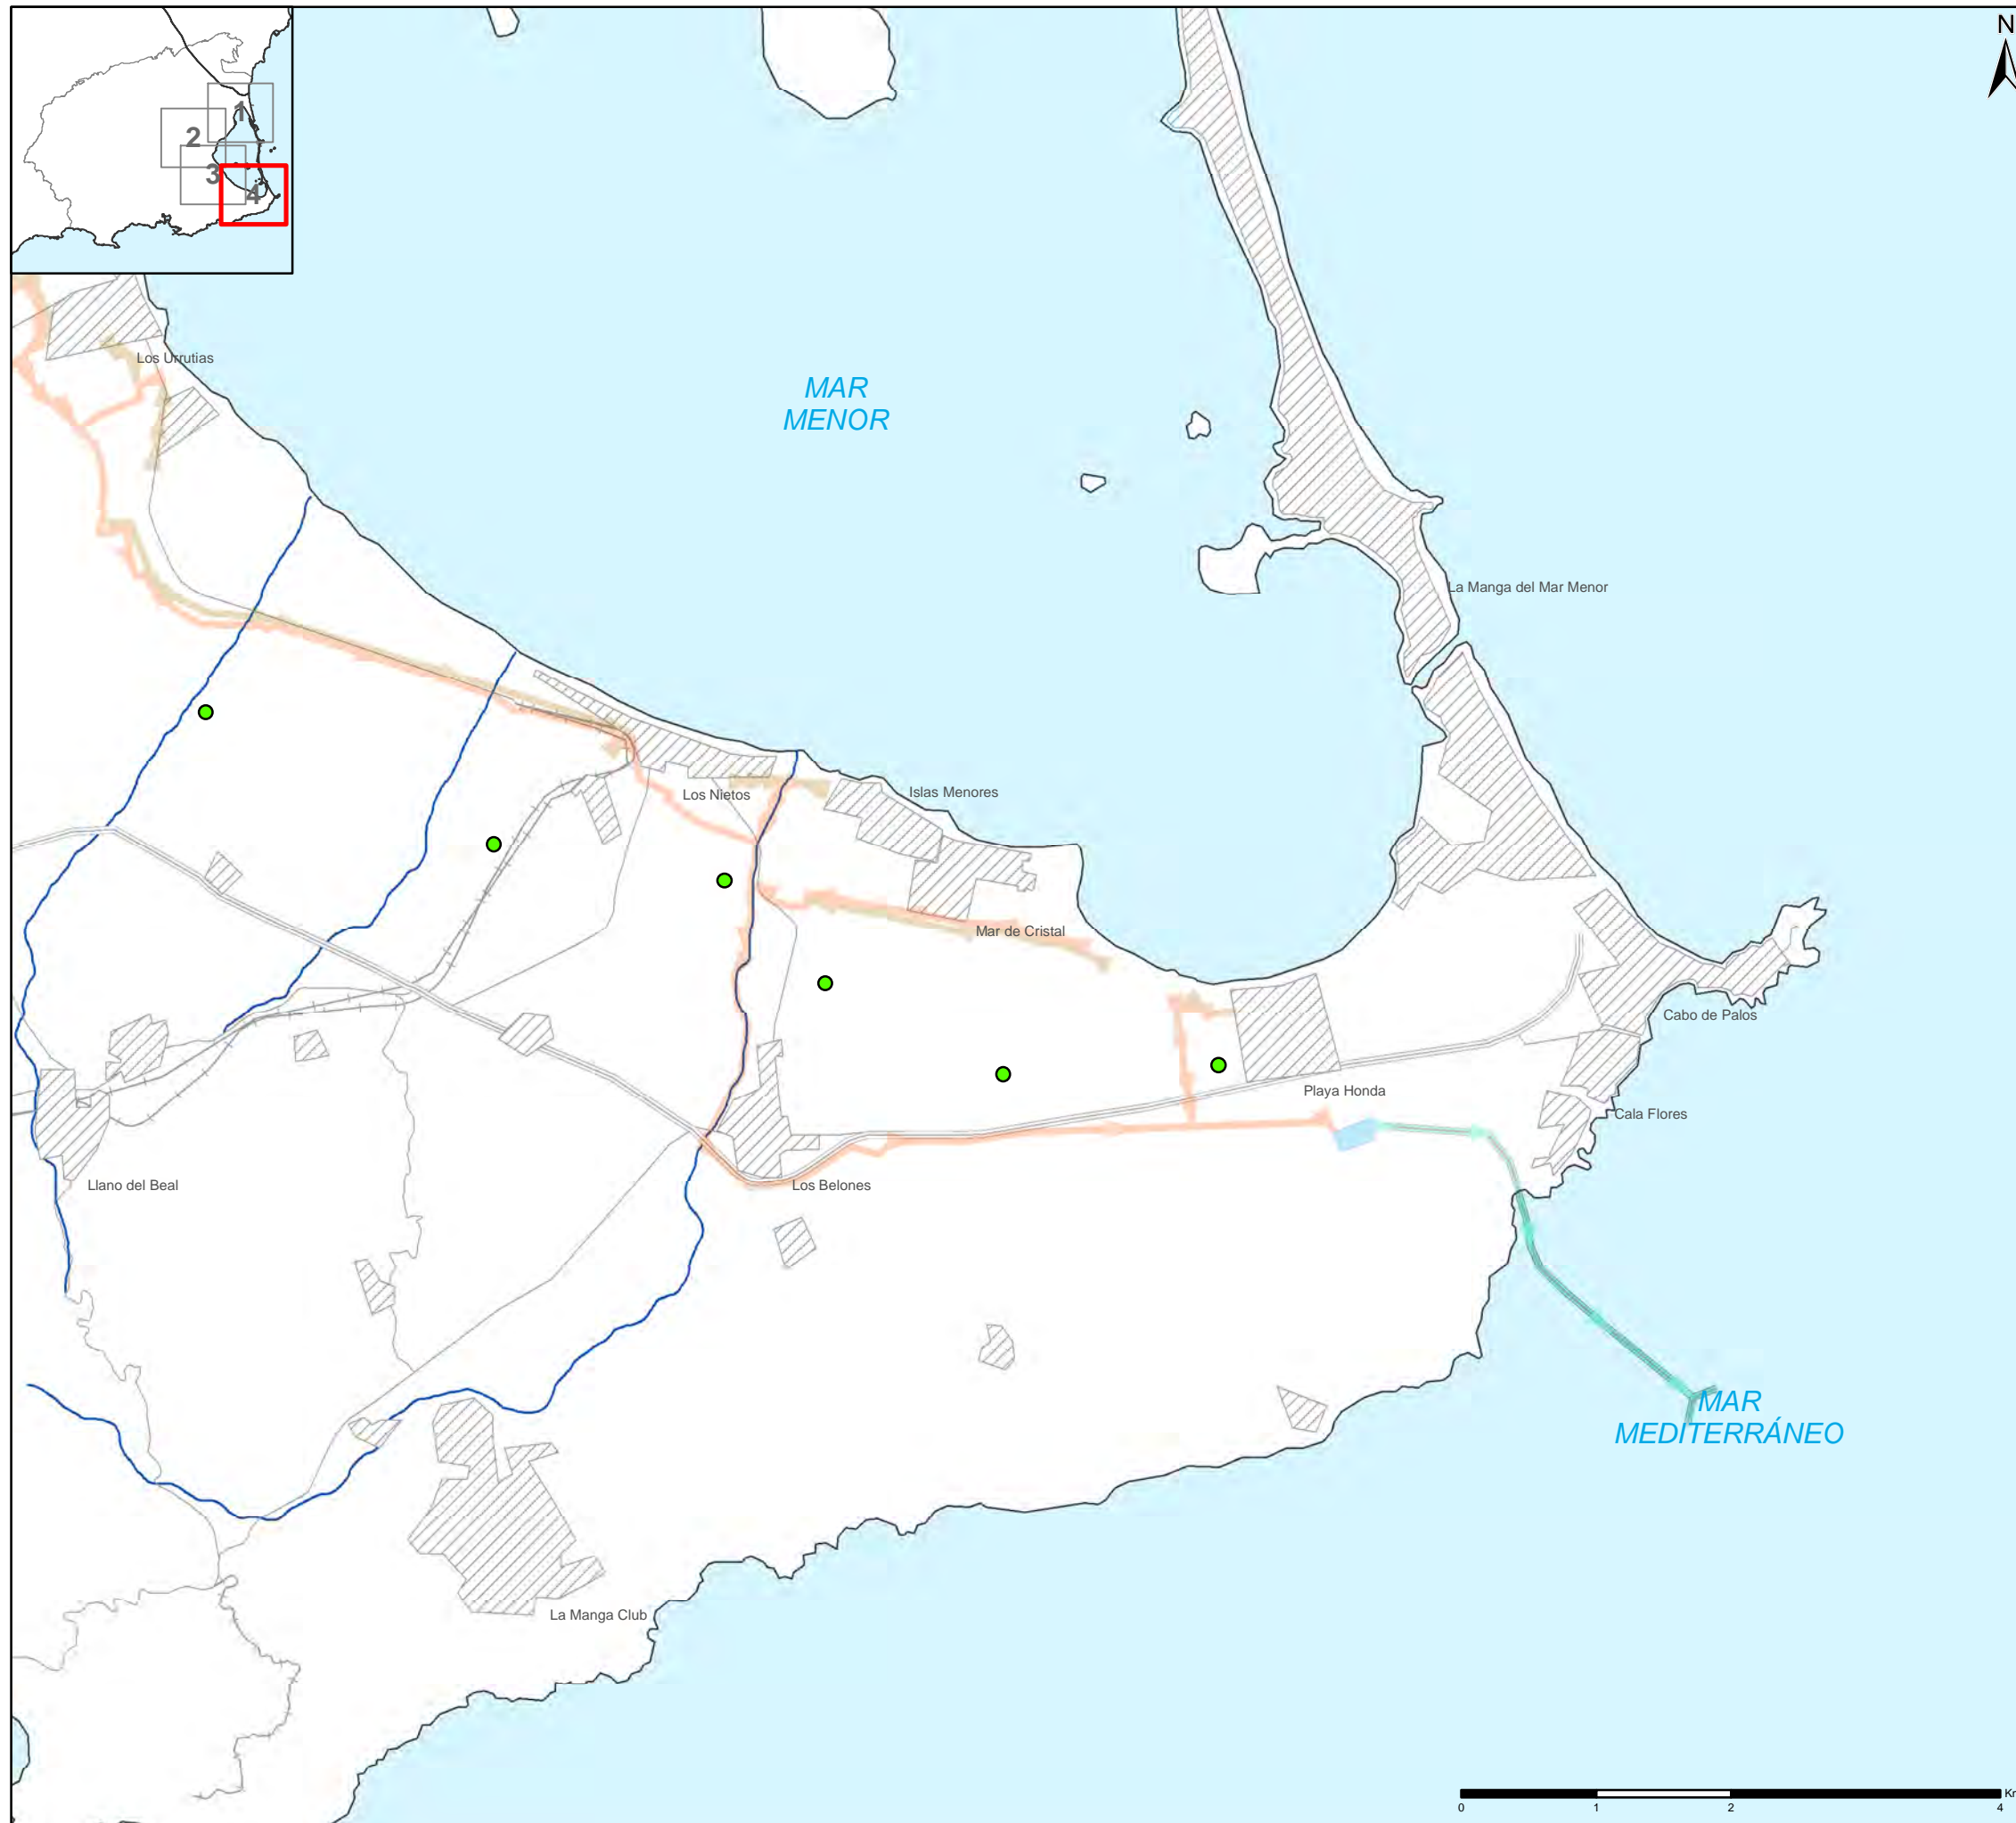 N
1
2
3
4
Los Urrutias
MAR
MENOR
La Manga del Mar Menor
Islas Menores
Los Nietos
Mar de Cristal
Cabo de Palos
Playa Honda
Cala Flores
Llano del Beal
Los Belones
MAR
MEDITERRÁNEO
La Manga Club
0 1 2 4